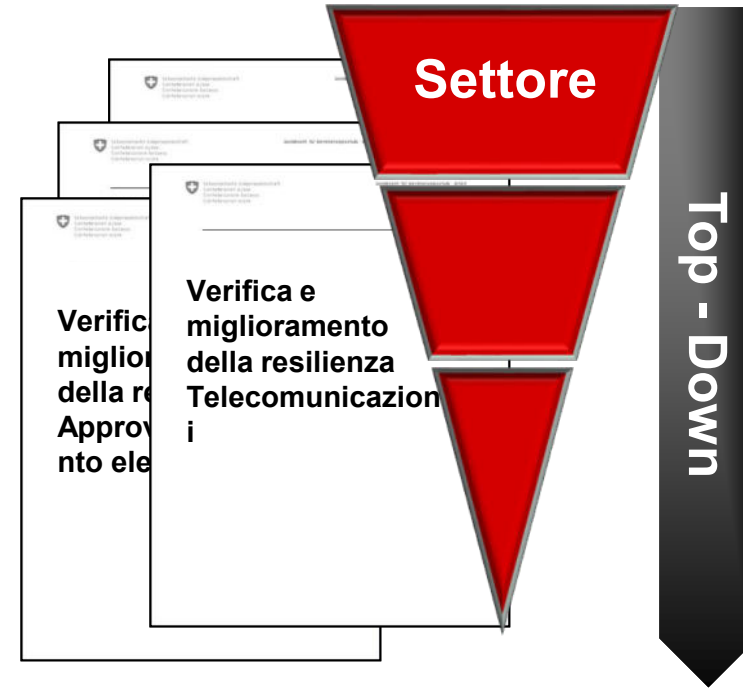 Settore
Top - Down
Verifica e
miglioramento
della resilienza
Telecomunicazion
i
Verific
miglior
della re
Approv
nto ele